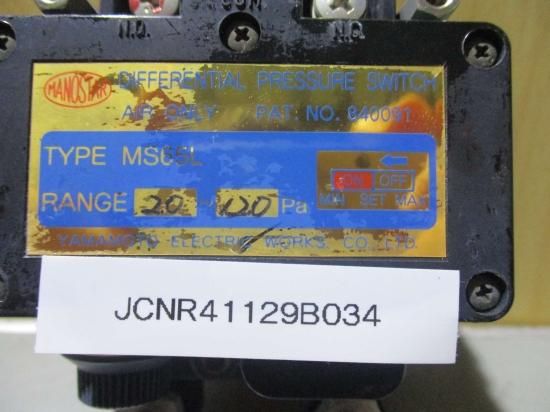 COM.
N.O.
N.C.
MANOSTAR
DIFFERENTIAL PRESSURE SWITCH
AIR ONLY PAT. NO. 840091
TYPE MS65L
RANGE 20 120 Pa
ON OFF
MIN SET MAX
YAMAMOTO ELECTRIC WORKS. CO. LTD.
JCNR41129B034